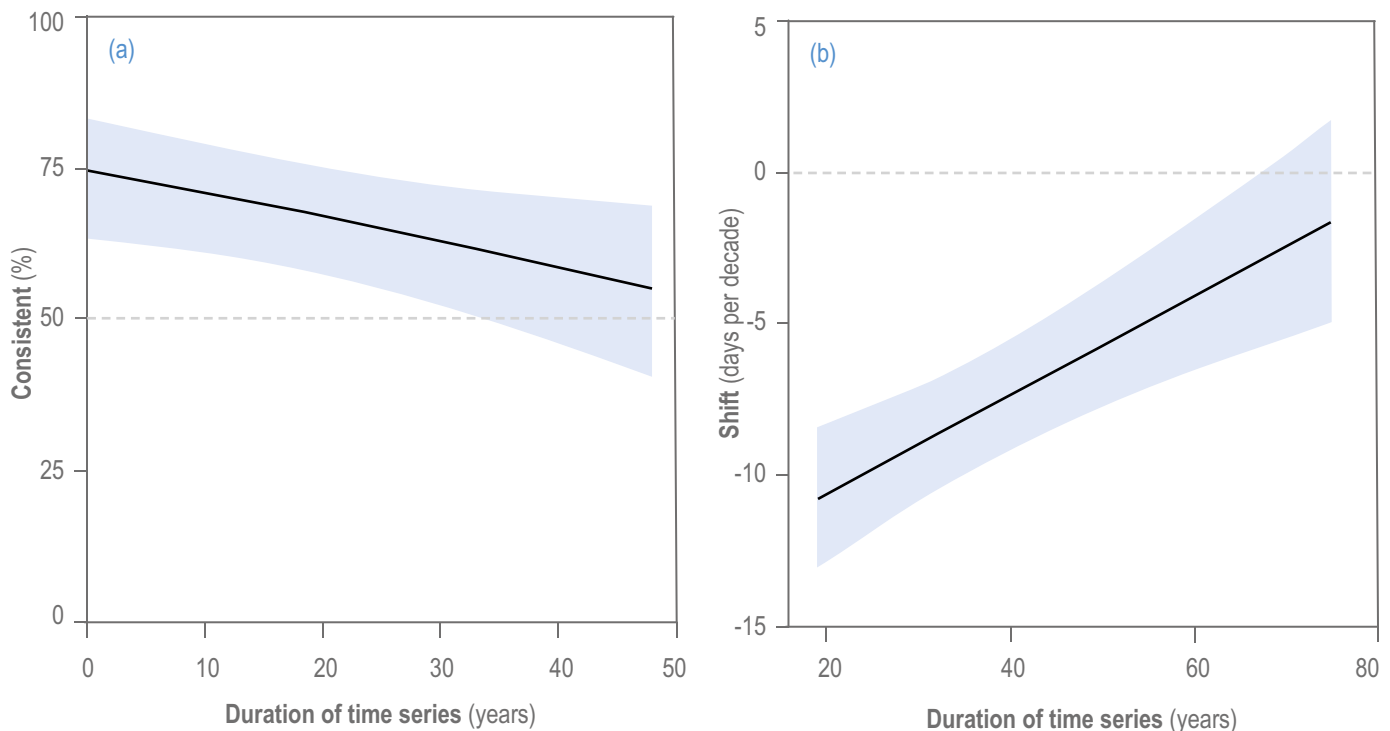 (a)
Consistent (%)
100
75
50
25
0
0 10 20 30 40 50
Duration of time series (years)
(b)
Shift (days per decade)
5
0
-5
-10
-15
20 40 60 80
Duration of time series (years)